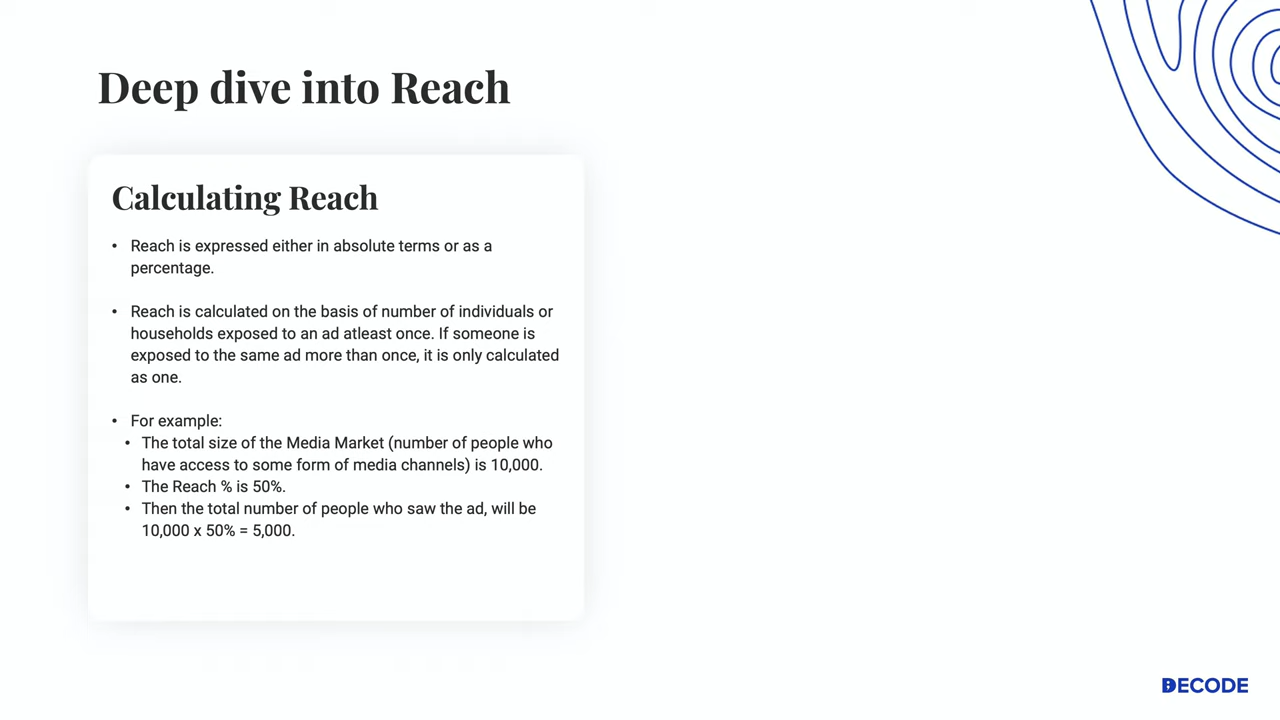 Deep dive into Reach
Calculating Reach
• Reach is expressed either in absolute terms or as a
percentage.
• Reach is calculated on the basis of number of individuals or
households exposed to an ad atleast once. If someone is
exposed to the same ad more than once, it is only calculated
as one.
• For example:
• The total size of the Media Market (number of people who
have access to some form of media channels) is 10,000.
• The Reach % is 50%.
• Then the total number of people who saw the ad, will be
10,000 x 50% = 5,000.
DECODE